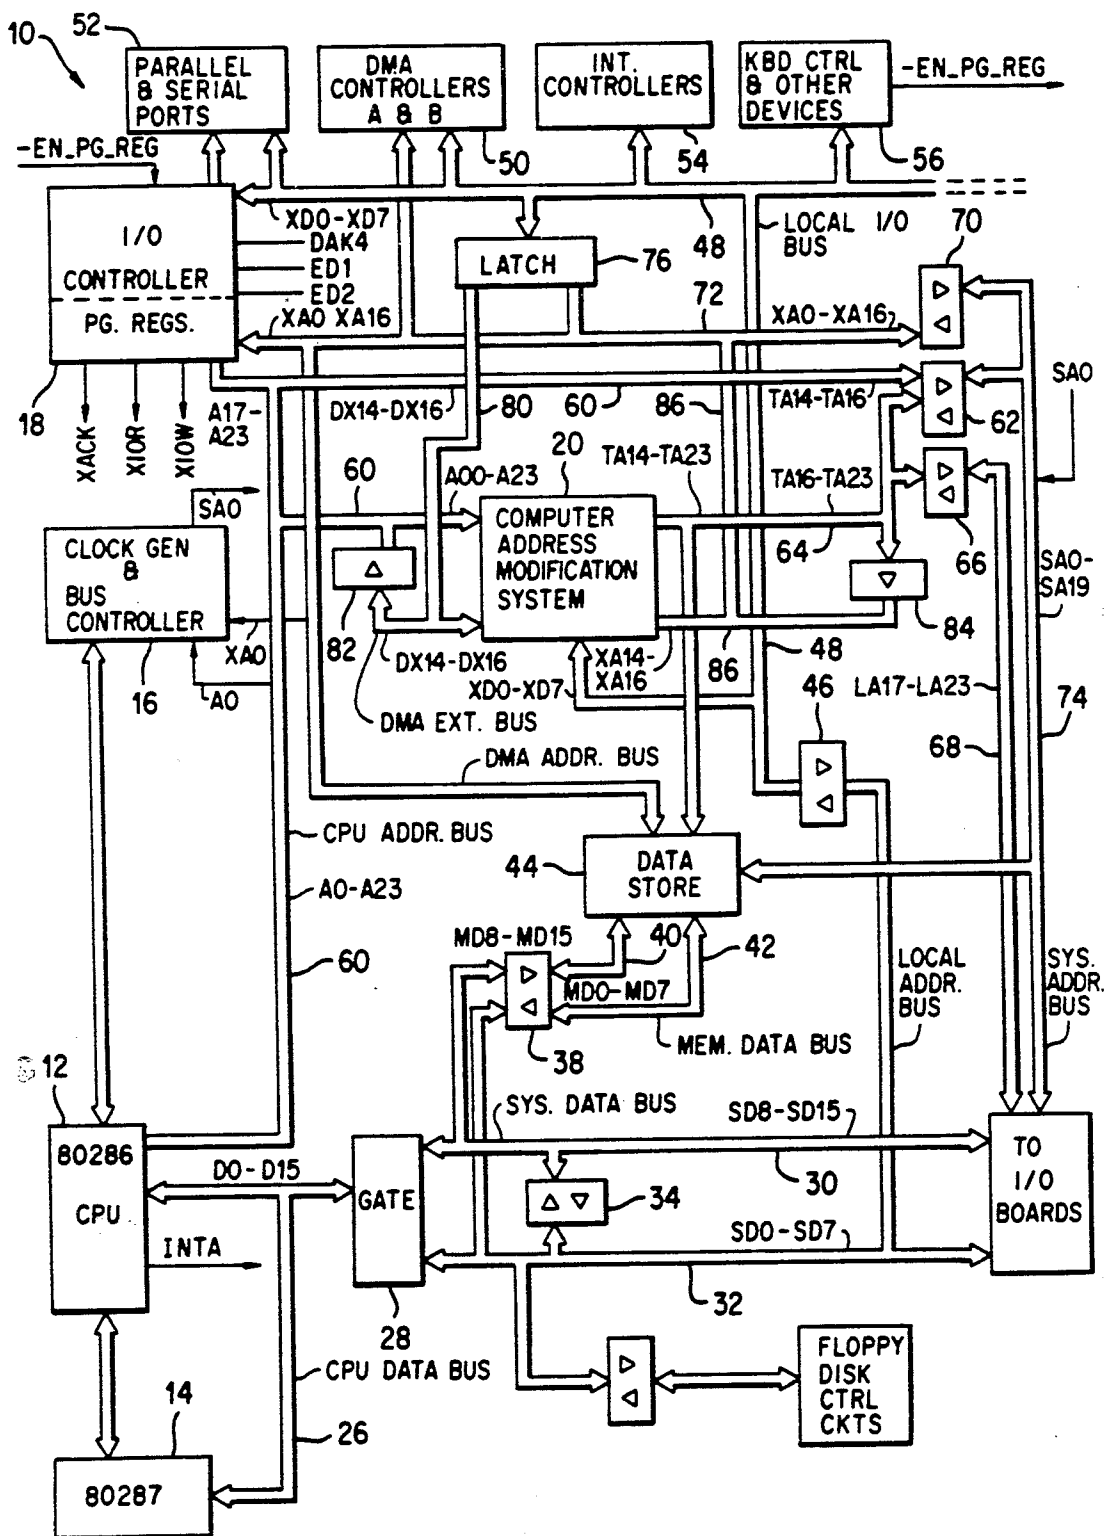 10
52
PARALLEL
& SERIAL
PORTS
DMA
CONTROLLERS
A & B
50
INT.
CONTROLLERS
54
KBD CTRL
& OTHER
DEVICES
56
-EN_PG_REG
-EN_PG_REG
I/O
CONTROLLER
PG. REGS.
18
XD0-XD7
DAK4
ED1
ED2
XA0 XA16
LATCH
76
48
LOCAL I/O
BUS
70
72
XA0-XA16
XACK
XIOR
XIOW
A17-
A23
DX14-DX16
80
60
86
TA14-TA16
62
SA0
SA0
CLOCK GEN
&
BUS
CONTROLLER
16
XA0
A0
60
A00-A23
20
COMPUTER
ADDRESS
MODIFICATION
SYSTEM
TA14-TA23
TA16-TA23
64
66
82
84
DX14-DX16
DMA EXT. BUS
XA14-
XA16
XD0-XD7
86
48
SA0-
SA19
LA17-LA23
68
74
46
DMA ADDR. BUS
CPU ADDR. BUS
A0-A23
60
44
DATA
STORE
MD8-MD15
40
42
MD0-MD7
38
MEM. DATA BUS
LOCAL
ADDR.
BUS
SYS.
ADDR.
BUS
12
80286
CPU
D0-D15
INTA
GATE
28
SYS. DATA BUS
SD8-SD15
30
34
SD0-SD7
32
TO
I/O
BOARDS
CPU DATA BUS
26
14
80287
FLOPPY
DISK
CTRL
CKTS